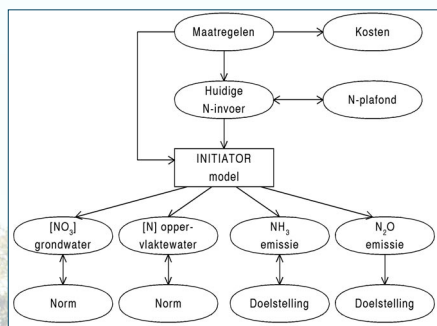 Maatregelen
Kosten
Huidige
N-invoer
N-plafond
INITIATOR
model
[NO₃]
grondwater
[N] opper-
vlaktewater
NH₃
emissie
N₂O
emissie
Norm
Norm
Doelstelling
Doelstelling